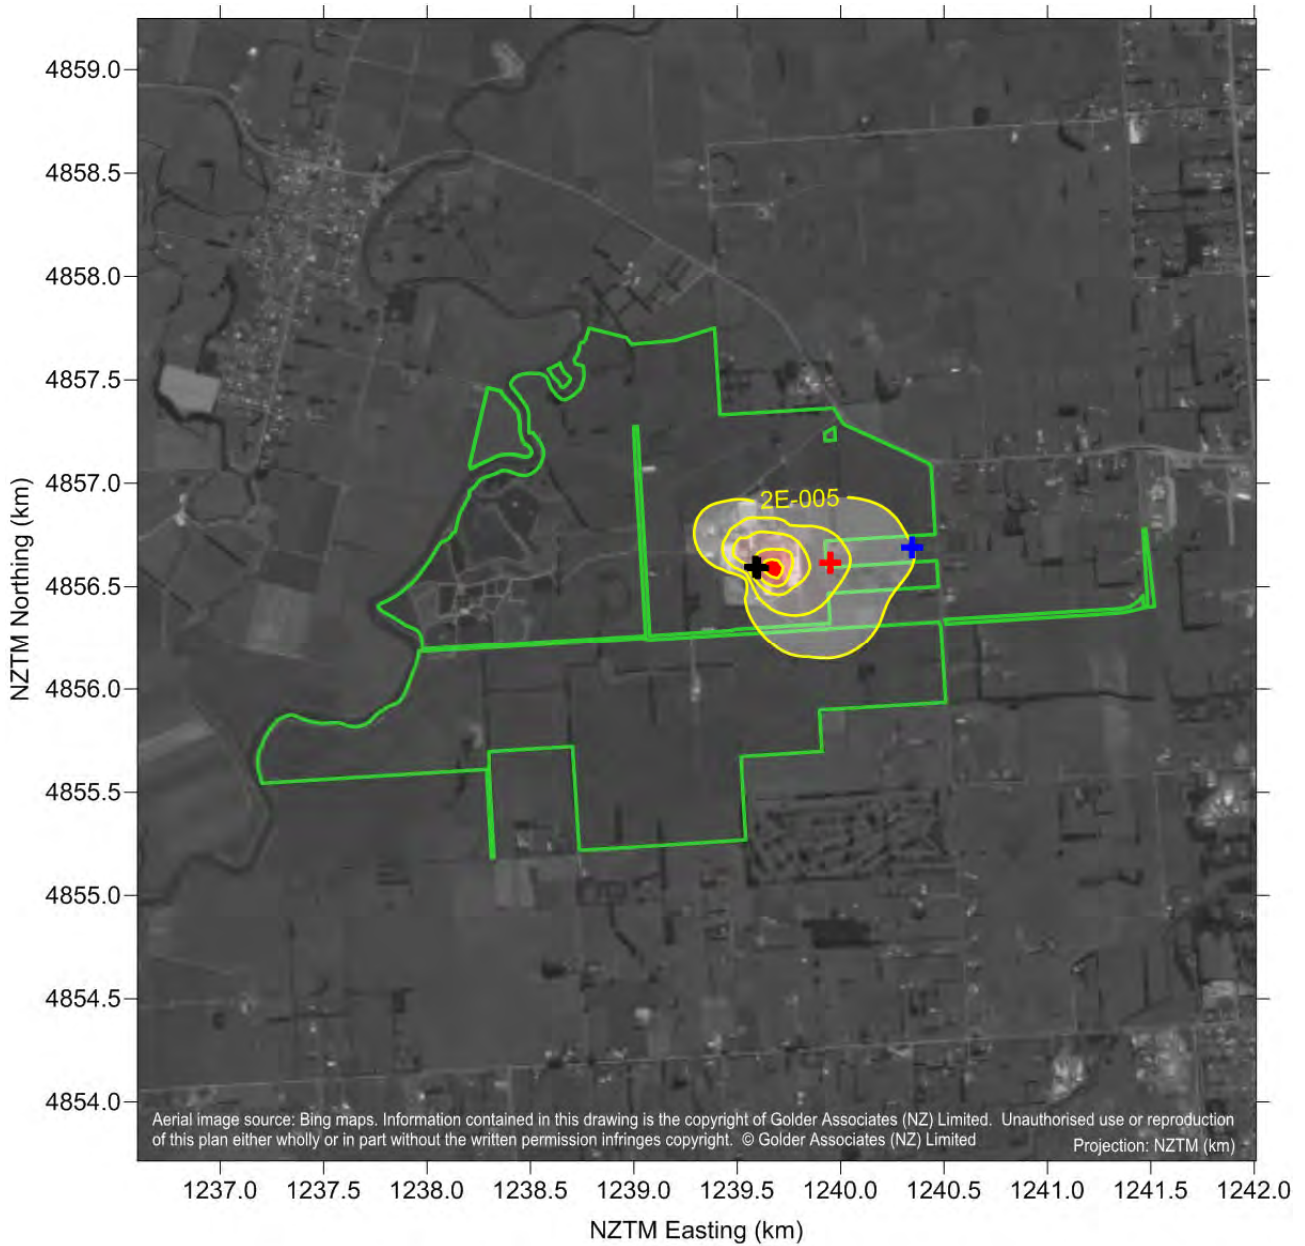 4859.0
4858.5
4858.0
4857.5
4857.0
4856.5
4856.0
4855.5
4855.0
4854.5
4854.0
NZTM Northing (km)
2E-005
Aerial image source: Bing maps. Information contained in this drawing is the copyright of Golder Associates (NZ) Limited. Unauthorised use or reproduction
of this plan either wholly or in part without the written permission infringes copyright. © Golder Associates (NZ) Limited
Projection: NZTM (km)
1237.0 1237.5 1238.0 1238.5 1239.0 1239.5 1240.0 1240.5 1241.0 1241.5 1242.0
NZTM Easting (km)